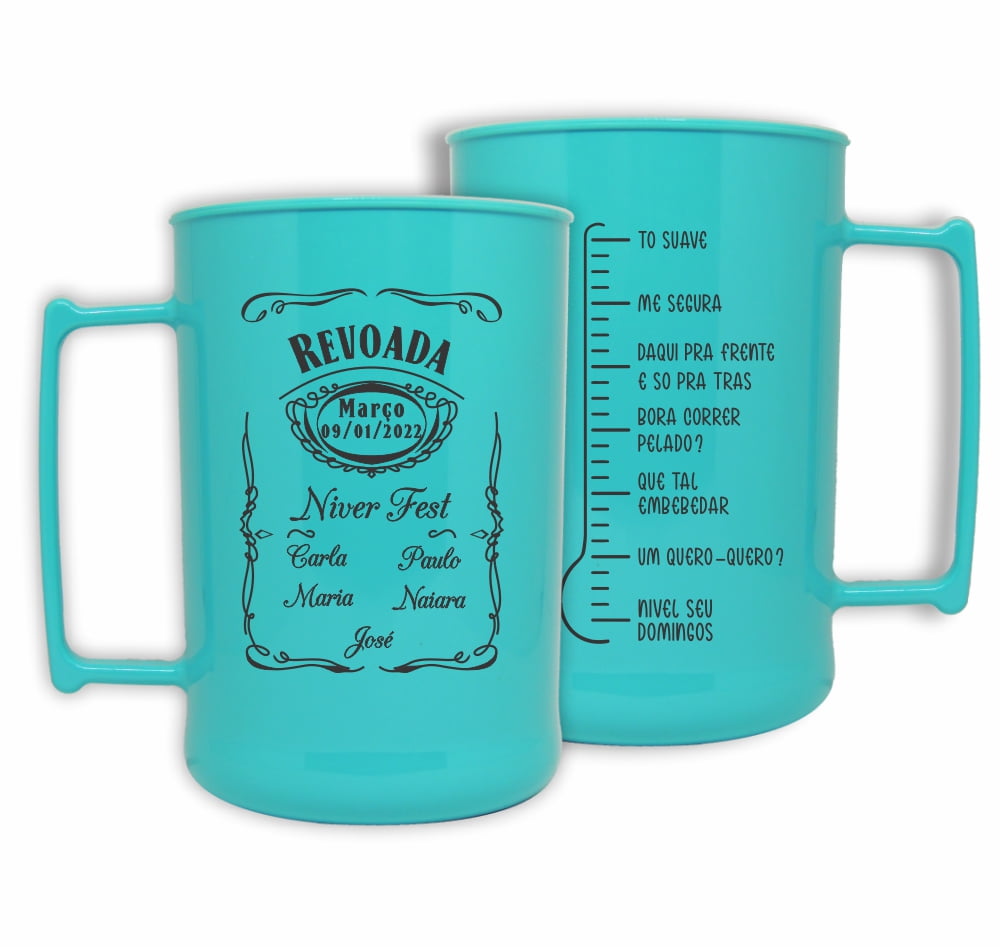 REVOADA
Março
09/01/2022
Niver Fest
Carla Paulo
Maria Naiara
José
TO SUAVE
ME SEGURA
DAQUI PRA FRENTE
E SO PRA TRAS
BORA CORRER
PELADO?
QUE TAL
EMBEBEDAR
UM QUERO-QUERO?
NIVEL SEU
DOMINGOS